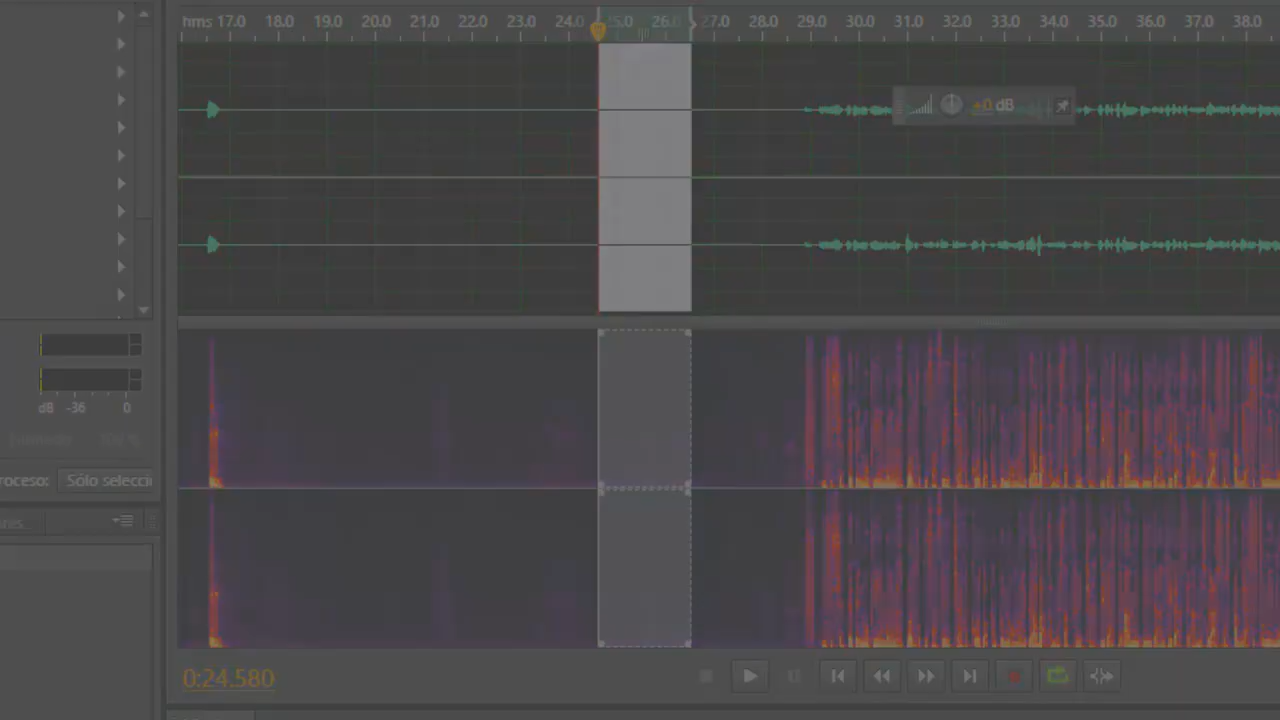 hms 17.0 18.0 19.0 20.0 21.0 22.0 23.0 24.0 25.0 26.0 27.0 28.0 29.0 30.0 31.0 32.0 33.0 34.0 35.0 36.0 37.0 38.0
+0 dB
dB -36 0
roceso: Sólo selecci
0:24.580